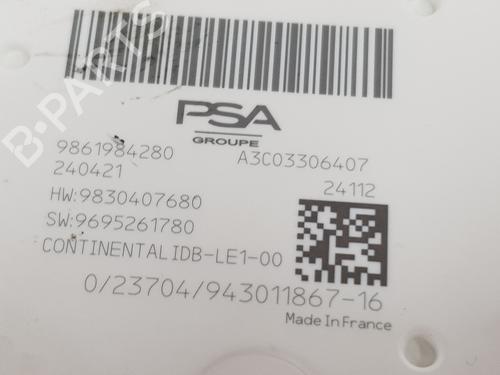 PSA
GROUPE
9861984280 A3C03306407
240421 24112
HW:9830407680
SW:9695261780
CONTINENTAL IDB-LE1-00
0/23704/943011867-16
Made In France
B-PARTS